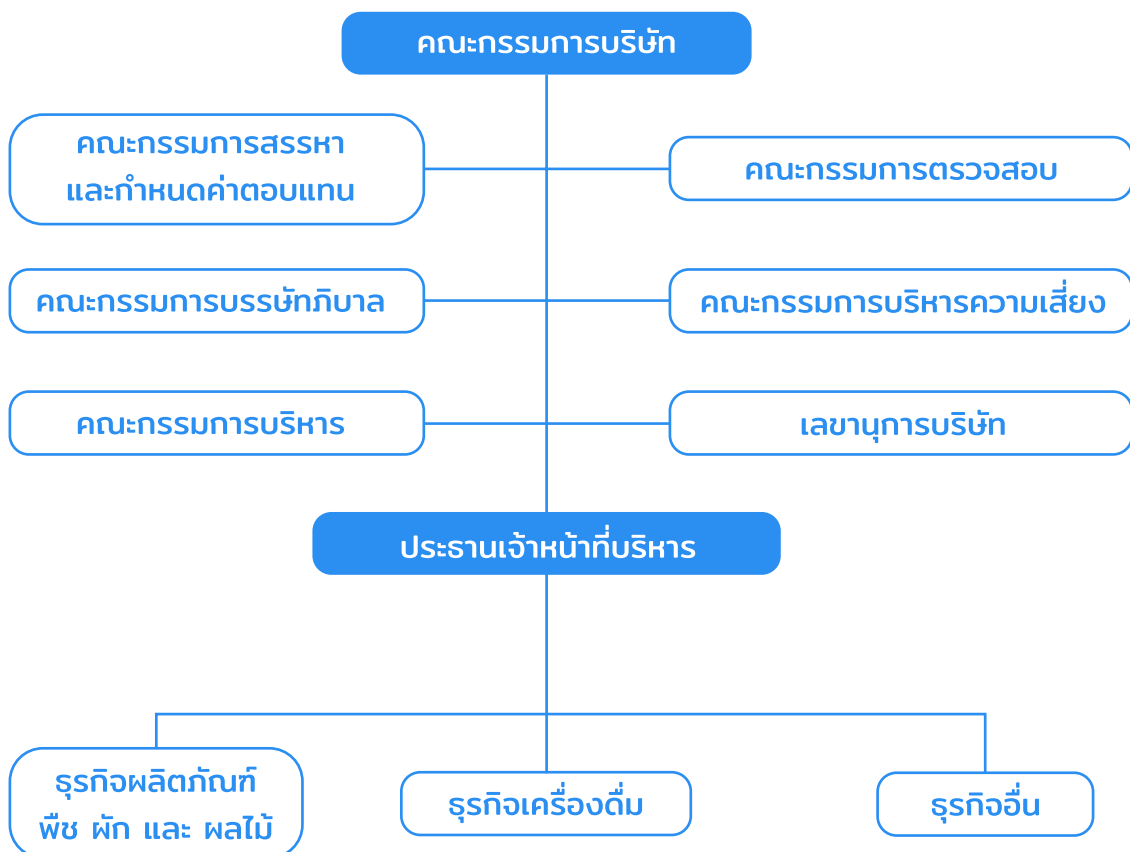 คณะกรรมการบริษัท
คณะกรรมการสรรหา
และกำหนดค่าตอบแทน
คณะกรรมการตรวจสอบ
คณะกรรมการบรรษัทภิบาล
คณะกรรมการบริหารความเสี่ยง
คณะกรรมการบริหาร
เลขานุการบริษัท
ประธานเจ้าหน้าที่บริหาร
ธุรกิจผลิตภัณฑ์
พืช ผัก และ ผลไม้
ธุรกิจเครื่องดื่ม
ธุรกิจอื่น